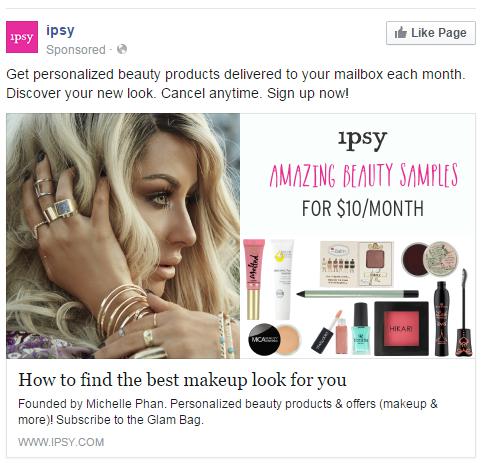 ipsy
ipsy
Sponsored ·
Like Page
Get personalized beauty products delivered to your mailbox each month.
Discover your new look. Cancel anytime. Sign up now!
ipsy
AMAZING BEAUTY SAMPLES
FOR $10/MONTH
Melted
theBalm
MICABEAUTY
HIKARI
How to find the best makeup look for you
Founded by Michelle Phan. Personalized beauty products & offers (makeup &
more)! Subscribe to the Glam Bag.
WWW.IPSY.COM